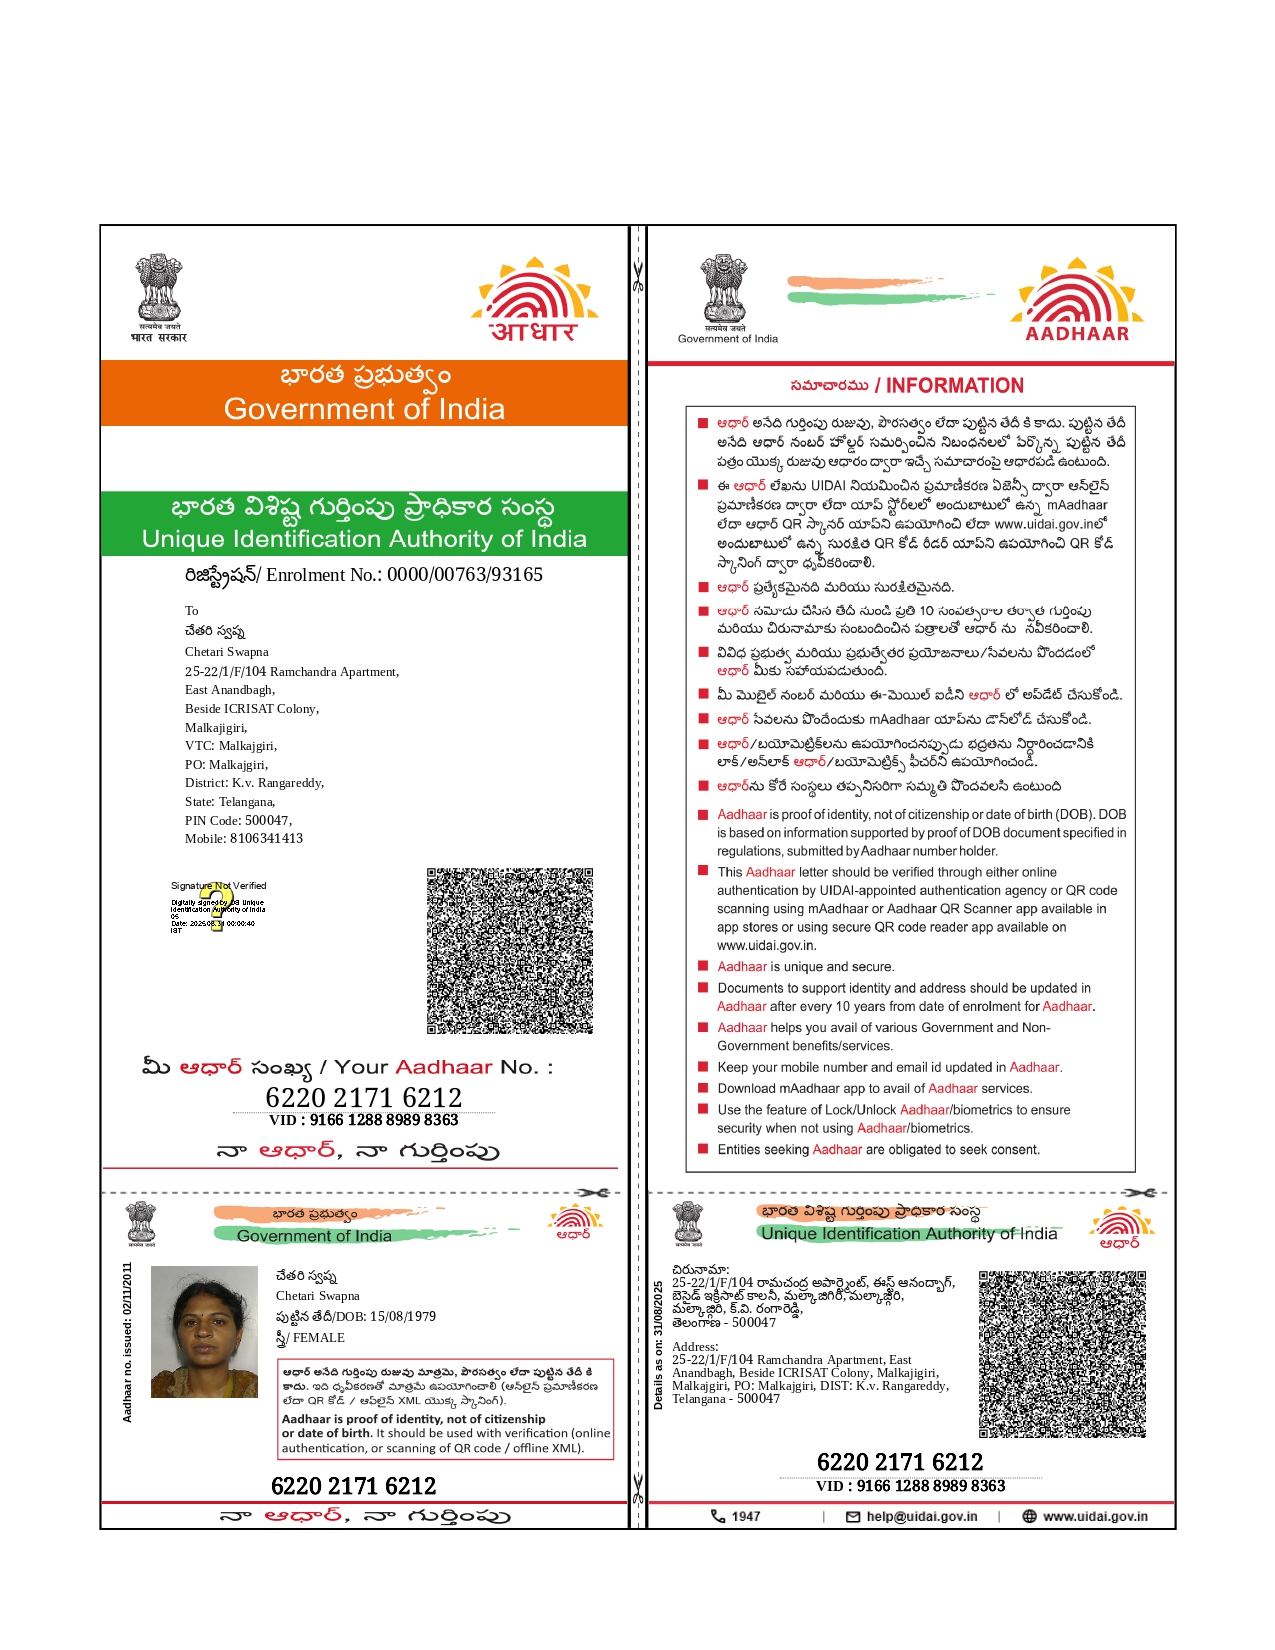 सत्यमेव जयते
भारत सरकार
आधार
భారత ప్రభుత్వం
Government of India
భారత విశిష్ట గుర్తింపు ప్రాధికార సంస్థ
Unique Identification Authority of India
రిజిస్ట్రేషన్/ Enrolment No.: 0000/00763/93165
To
చేతరి స్వప్న
Chetari Swapna
25-22/1/F/104 Ramchandra Apartment,
East Anandbagh,
Beside ICRISAT Colony,
Malkajigiri,
VTC: Malkajgiri,
PO: Malkajgiri,
District: K.v. Rangareddy,
State: Telangana,
PIN Code: 500047,
Mobile: 8106341413
Signature Not Verified
Digitally signed by DS Unique
Identification Authority of India
05
Date: 2025.08.31 00:00:40
IST
మీ ఆధార్ సంఖ్య / Your Aadhaar No. :
6220 2171 6212
VID : 9166 1288 8989 8363
నా ఆధార్, నా గుర్తింపు
सत्यमेव जयते
Government of India
AADHAAR
సమాచారము / INFORMATION
ఆధార్ అనేది గుర్తింపు రుజువు, పౌరసత్వం లేదా పుట్టిన తేదీ కి కాదు. పుట్టిన తేదీ
అనేది ఆధార్ నంబర్ హోల్డర్ సమర్పించిన నిబంధనలలో పేర్కొన్న పుట్టిన తేదీ
పత్రం యొక్క రుజువు ఆధారం ద్వారా ఇచ్చే సమాచారంపై ఆధారపడి ఉంటుంది.
ఈ ఆధార్ లేఖను UIDAI నియమించిన ప్రమాణీకరణ ఏజెన్సీ ద్వారా ఆన్‌లైన్
ప్రమాణీకరణ ద్వారా లేదా యాప్ స్టోర్‌లలో అందుబాటులో ఉన్న mAadhaar
లేదా ఆధార్ QR స్కానర్ యాప్‌ని ఉపయోగించి లేదా www.uidai.gov.inలో
అందుబాటులో ఉన్న సురక్షిత QR కోడ్ రీడర్ యాప్‌ని ఉపయోగించి QR కోడ్
స్కానింగ్ ద్వారా ధృవీకరించాలి.
ఆధార్ ప్రత్యేకమైనది మరియు సురక్షితమైనది.
ఆధార్ నమోదు చేసిన తేదీ నుండి ప్రతి 10 సంవత్సరాల తర్వాత గుర్తింపు
మరియు చిరునామాకు సంబందించిన పత్రాలతో ఆధార్ ను నవీకరించాలి.
వివిధ ప్రభుత్వ మరియు ప్రభుత్వేతర ప్రయోజనాలు/సేవలను పొందడంలో
ఆధార్ మీకు సహాయపడుతుంది.
మీ మొబైల్ నంబర్ మరియు ఈ-మెయిల్ ఐడీని ఆధార్ లో అప్‌డేట్ చేసుకోండి.
ఆధార్ సేవలను పొందేందుకు mAadhaar యాప్‌ను డౌన్‌లోడ్ చేసుకోండి.
ఆధార్/బయోమెట్రిక్‌లను ఉపయోగించనప్పుడు భద్రతను నిర్ధారించడానికి
లాక్/అన్‌లాక్ ఆధార్/బయోమెట్రిక్స్ ఫీచర్‌ని ఉపయోగించండి.
ఆధార్‌ను కోరే సంస్థలు తప్పనిసరిగా సమ్మతి పొందవలసి ఉంటుంది
Aadhaar is proof of identity, not of citizenship or date of birth (DOB). DOB
is based on information supported by proof of DOB document specified in
regulations, submitted by Aadhaar number holder.
This Aadhaar letter should be verified through either online
authentication by UIDAI-appointed authentication agency or QR code
scanning using mAadhaar or Aadhaar QR Scanner app available in
app stores or using secure QR code reader app available on
www.uidai.gov.in.
Aadhaar is unique and secure.
Documents to support identity and address should be updated in
Aadhaar after every 10 years from date of enrolment for Aadhaar.
Aadhaar helps you avail of various Government and Non-
Government benefits/services.
Keep your mobile number and email id updated in Aadhaar.
Download mAadhaar app to avail of Aadhaar services.
Use the feature of Lock/Unlock Aadhaar/biometrics to ensure
security when not using Aadhaar/biometrics.
Entities seeking Aadhaar are obligated to seek consent.
सत्यमेव जयते
భారత ప్రభుత్వం
Government of India
ఆధార్
Aadhaar no. issued: 02/11/2011
చేతరి స్వప్న
Chetari Swapna
పుట్టిన తేదీ/DOB: 15/08/1979
స్త్రీ/ FEMALE
ఆధార్ అనేది గుర్తింపు రుజువు మాత్రమె, పౌరసత్వం లేదా పుట్టిన తేదీ కి
కాదు. ఇది ధృవీకరణతో మాత్రమే ఉపయోగించాలి (ఆన్‌లైన్ ప్రమాణీకరణ
లేదా QR కోడ్ / ఆఫ్‌లైన్ XML యొక్క స్కానింగ్).
Aadhaar is proof of identity, not of citizenship
or date of birth. It should be used with verification (online
authentication, or scanning of QR code / offline XML).
6220 2171 6212
నా ఆధార్, నా గుర్తింపు
सत्यमेव जयते
భారత విశిష్ట గుర్తింపు ప్రాధికార సంస్థ
Unique Identification Authority of India
ఆధార్
Details as on: 31/08/2025
చిరునామా:
25-22/1/F/104 రామచంద్ర అపార్ట్మెంట్, ఈస్ట్ ఆనంద్బాగ్,
బెసైడ్ ఇక్రిసాట్ కాలనీ, మల్కాజిగిరి, మల్కాజ్గిరి,
మల్కాజ్గిరి, క్.వి. రంగారెడ్డి,
తెలంగాణ - 500047
Address:
25-22/1/F/104 Ramchandra Apartment, East
Anandbagh, Beside ICRISAT Colony, Malkajigiri,
Malkajgiri, PO: Malkajgiri, DIST: K.v. Rangareddy,
Telangana - 500047
6220 2171 6212
VID : 9166 1288 8989 8363
1947 | help@uidai.gov.in | www.uidai.gov.in